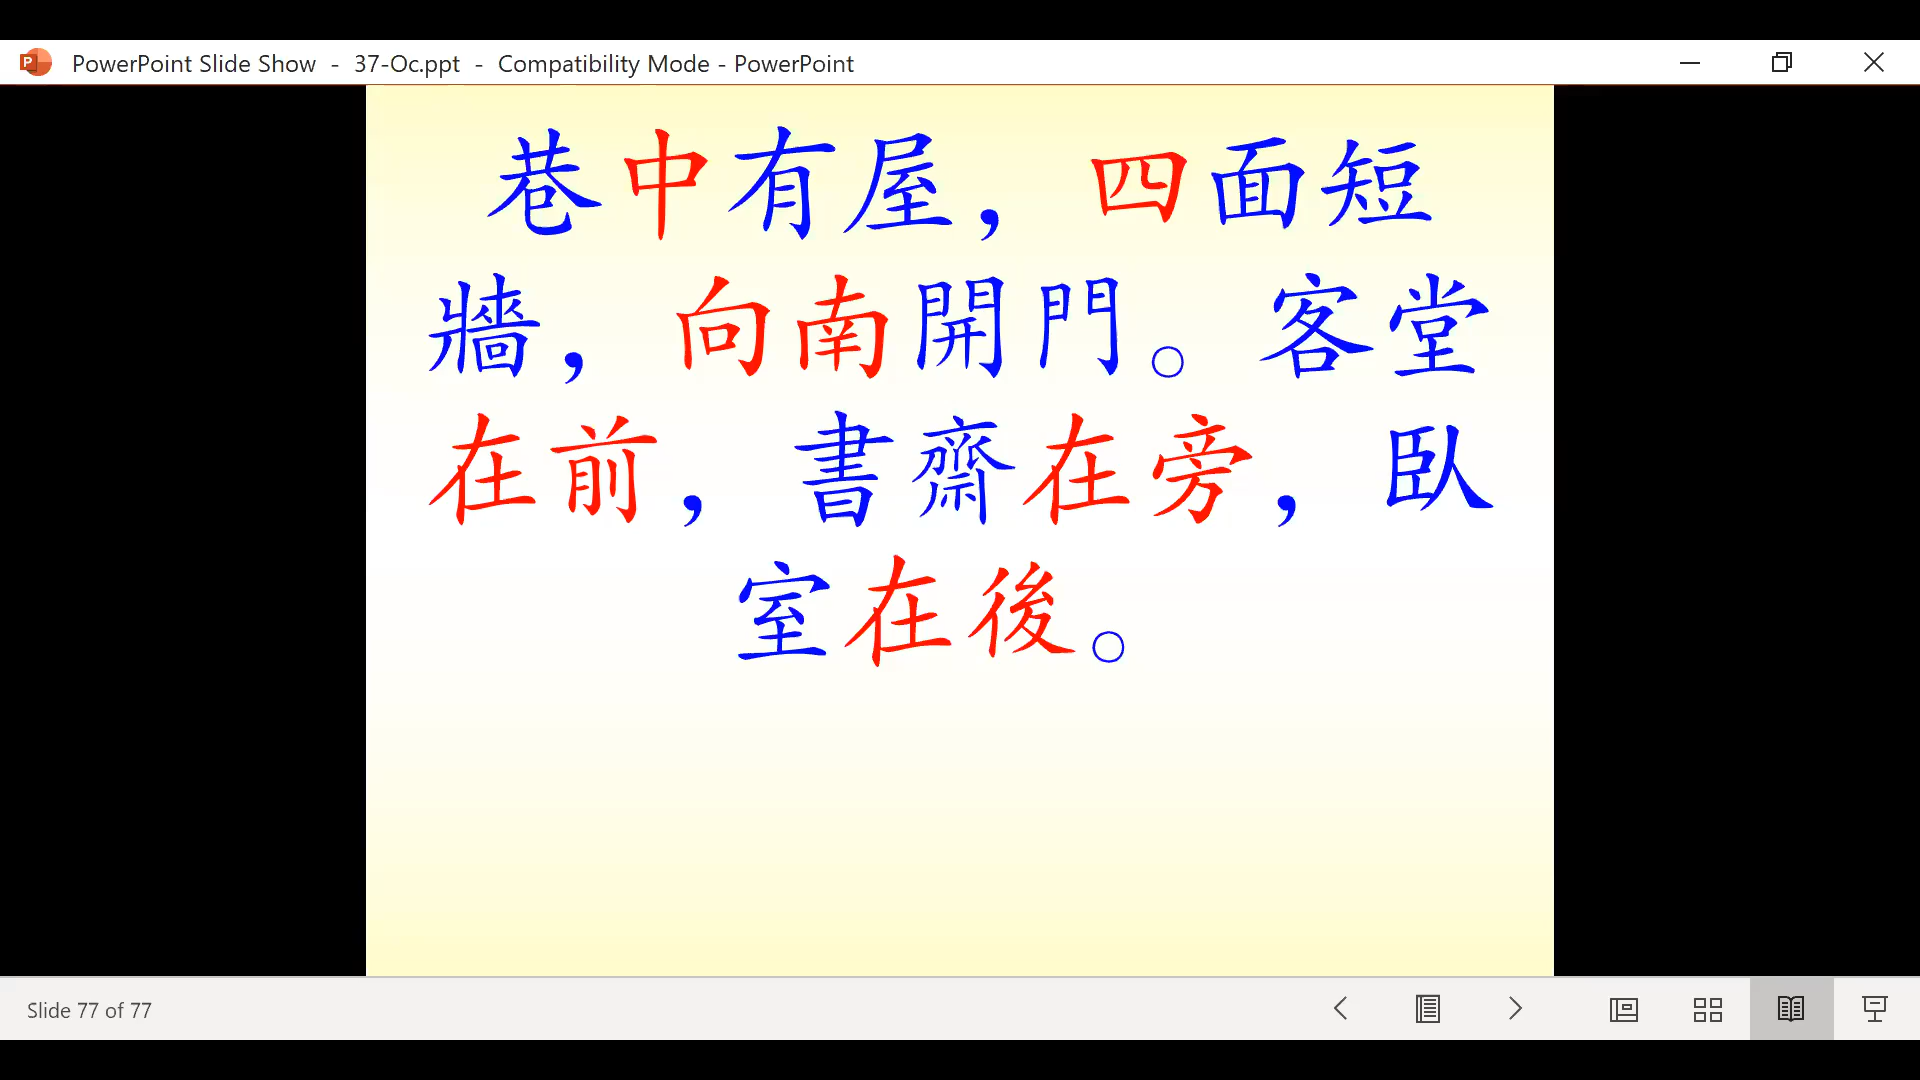 PowerPoint Slide Show - 37-Oc.ppt - Compatibility Mode - PowerPoint
巷中有屋，四面短
牆，向南開門。客堂
在前，書齋在旁，臥
室在後。
Slide 77 of 77